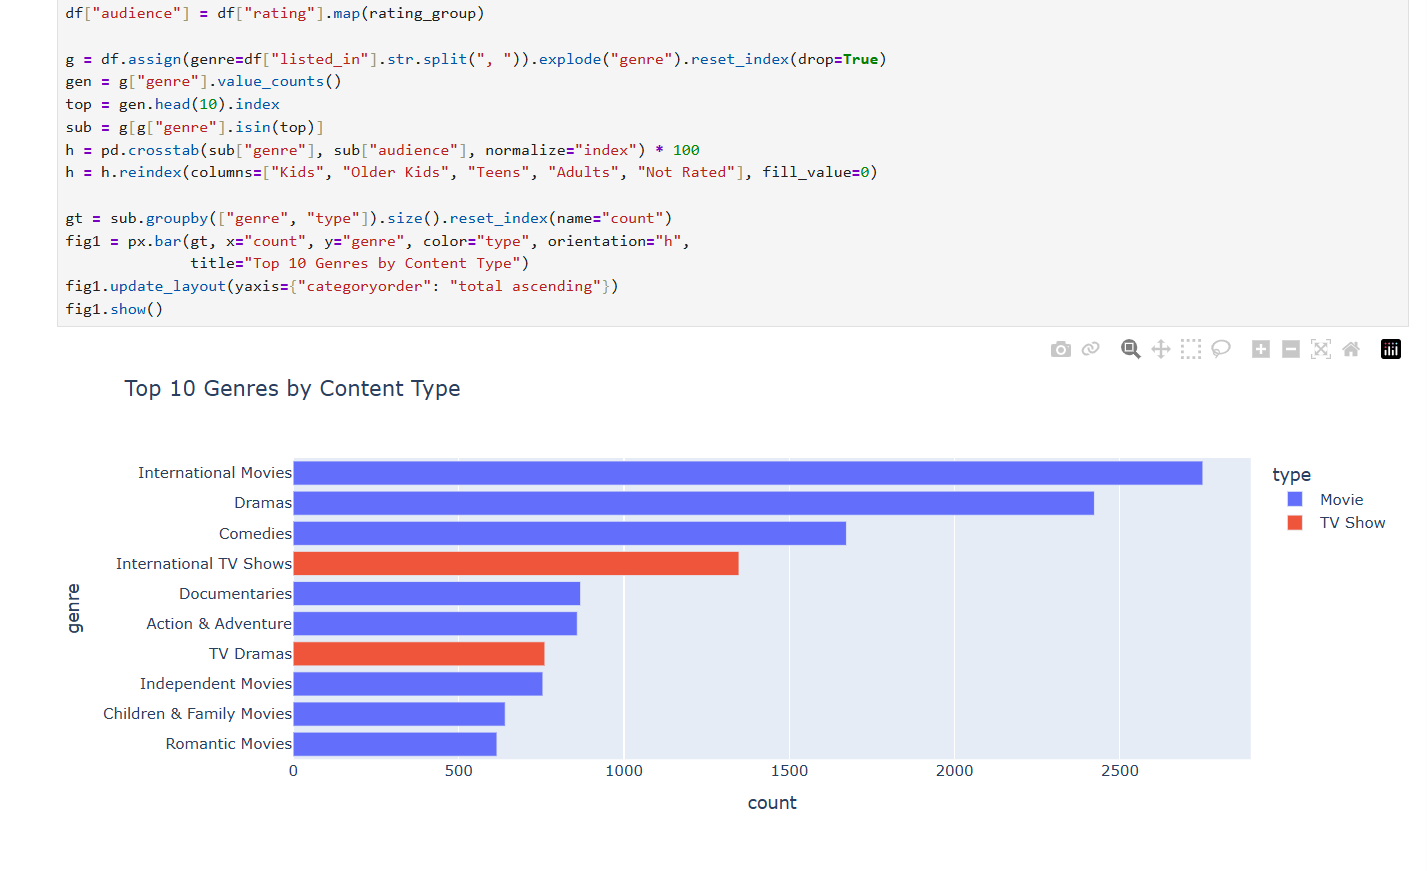 df["audience"] = df["rating"].map(rating_group)
g = df.assign(genre=df["listed_in"].str.split(", ")).explode("genre").reset_index(drop=True)
gen = g["genre"].value_counts()
top = gen.head(10).index
sub = g[g["genre"].isin(top)]
h = pd.crosstab(sub["genre"], sub["audience"], normalize="index") * 100
h = h.reindex(columns=["Kids", "Older Kids", "Teens", "Adults", "Not Rated"], fill_value=0)
gt = sub.groupby(["genre", "type"]).size().reset_index(name="count")
fig1 = px.bar(gt, x="count", y="genre", color="type", orientation="h",
title="Top 10 Genres by Content Type")
fig1.update_layout(yaxis={"categoryorder": "total ascending"})
fig1.show()
Top 10 Genres by Content Type
International Movies
Dramas
Comedies
International TV Shows
Documentaries
Action & Adventure
TV Dramas
Independent Movies
Children & Family Movies
Romantic Movies
genre
0 500 1000 1500 2000 2500
count
type
Movie
TV Show